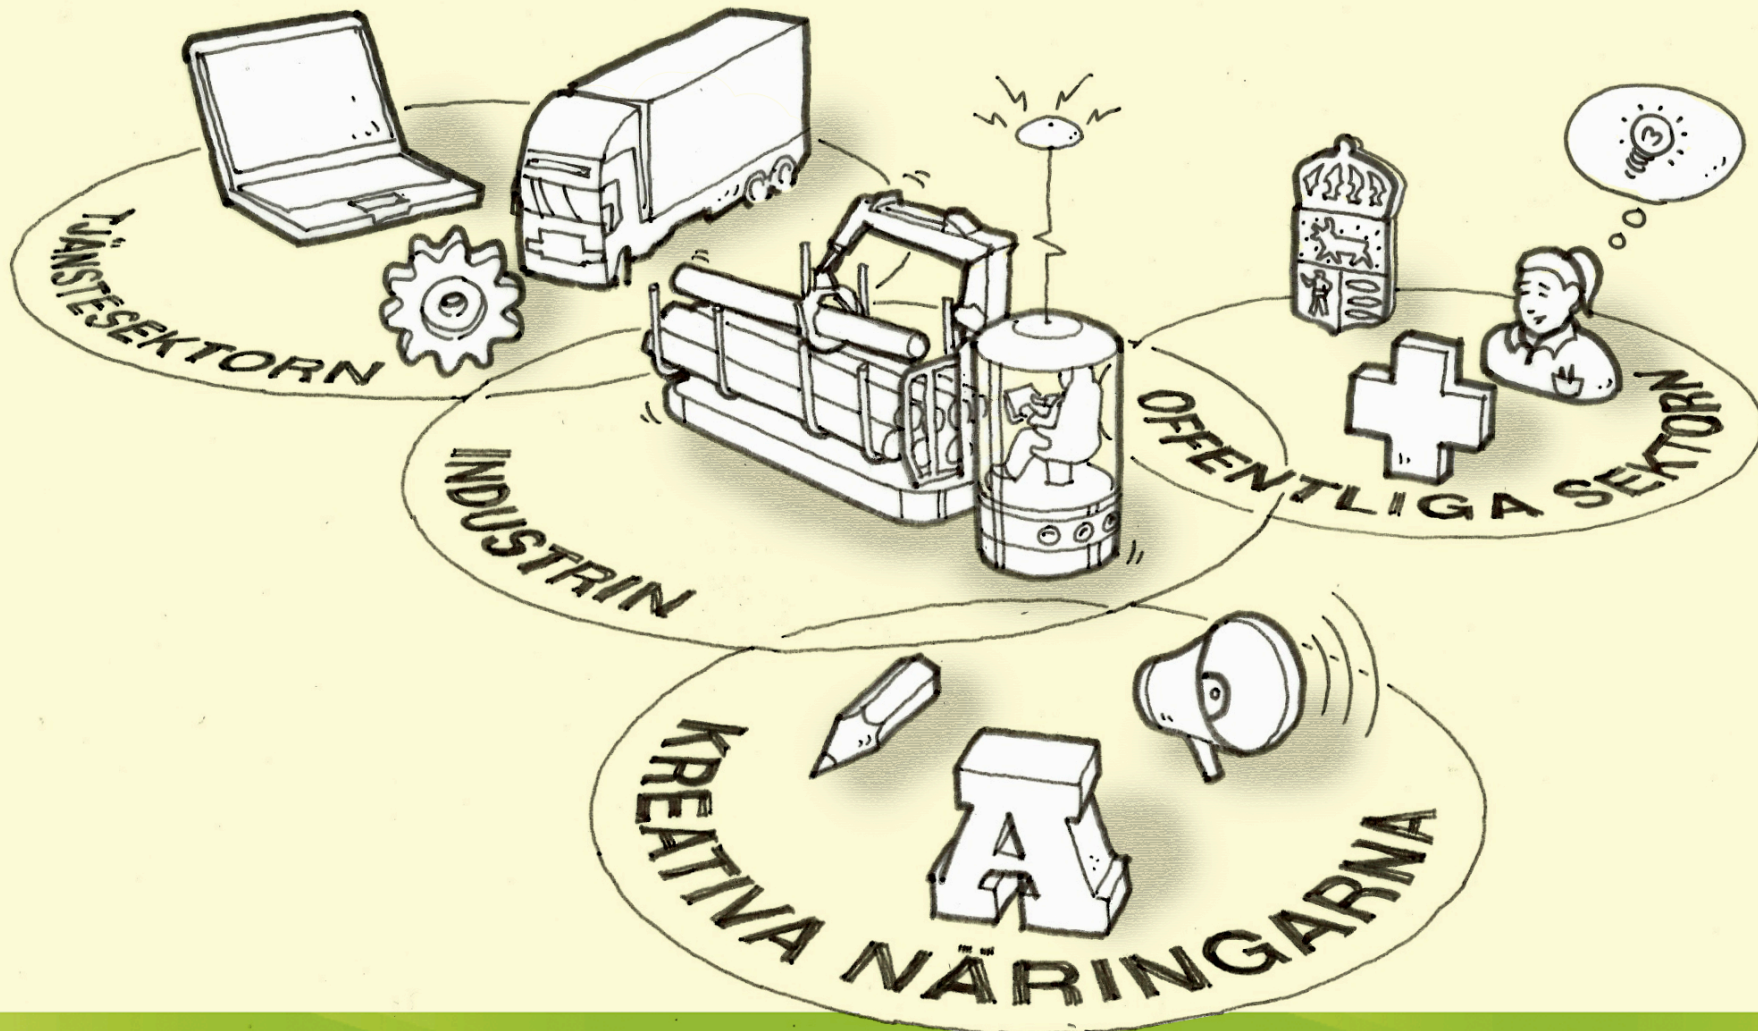 TJÄNSTESEKTORN
INDUSTRIN
OFFENTLIGA SEKTORN
KREATIVA NÄRINGARNA
A